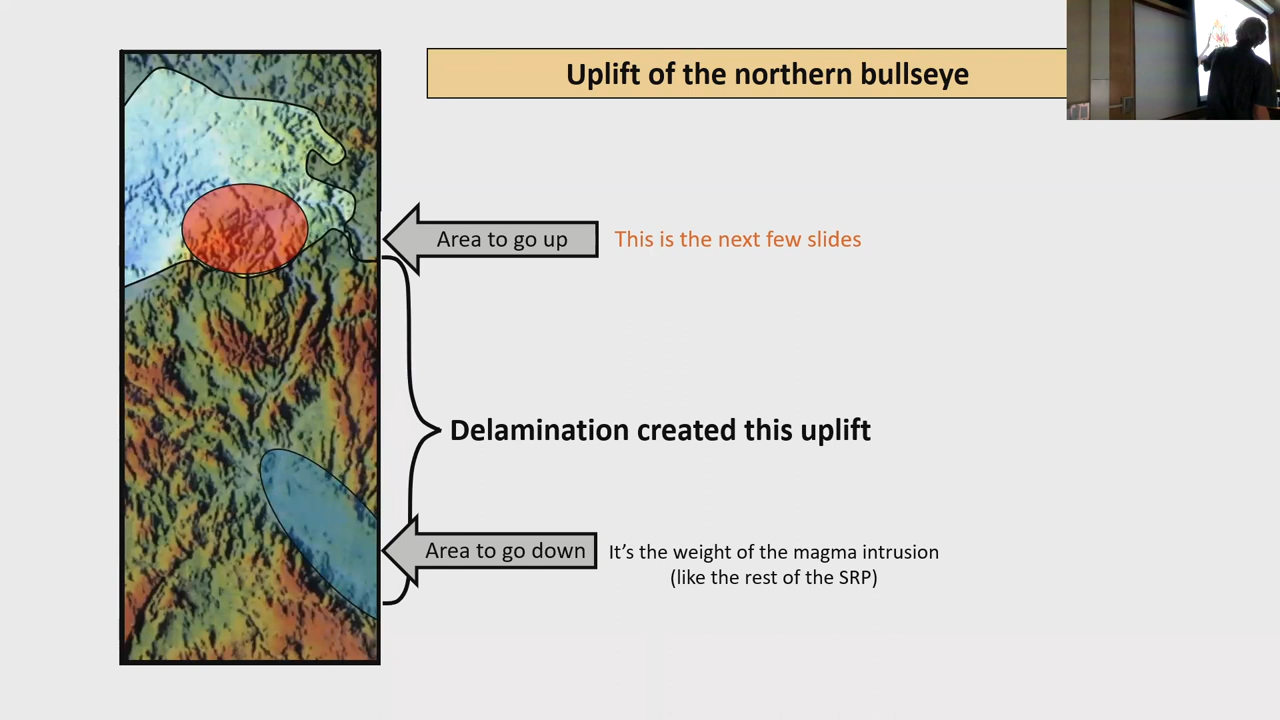 Uplift of the northern bullseye
Area to go up
This is the next few slides
Delamination created this uplift
Area to go down
It’s the weight of the magma intrusion
(like the rest of the SRP)